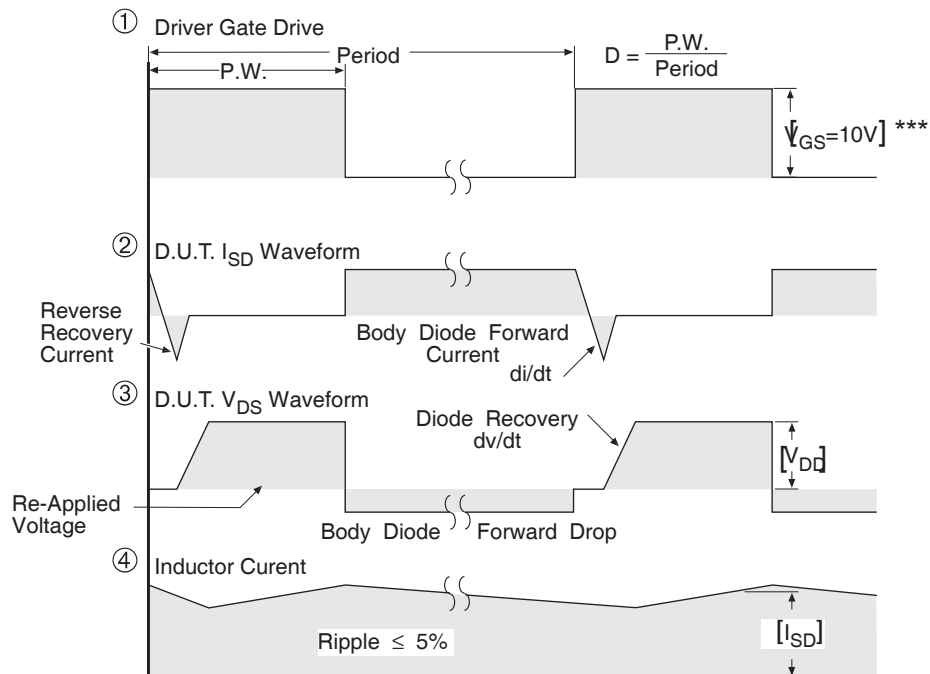 ① Driver Gate Drive
Period
P.W.
D = P.W.
Period
[VGS=10V] ***
② D.U.T. ISD Waveform
Reverse
Recovery
Current
Body Diode Forward
Current
di/dt
③ D.U.T. VDS Waveform
Diode Recovery
dv/dt
[VDD]
Re-Applied
Voltage
Body Diode Forward Drop
④ Inductor Curent
Ripple ≤ 5%
[ISD]